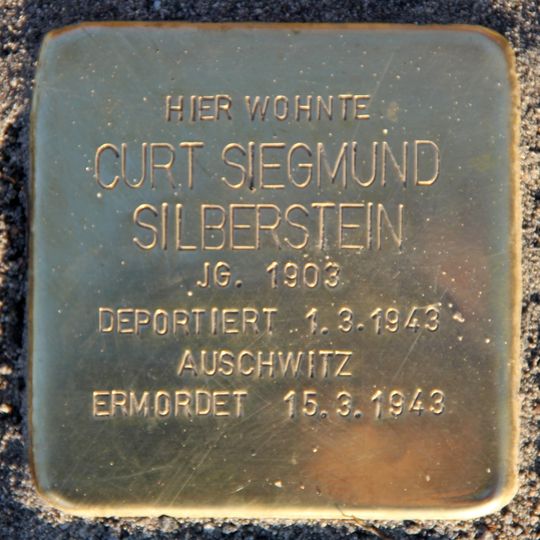 HIER WOHNTE
CURT SIEGMUND
SILBERSTEIN
JG. 1903
DEPORTIERT 1.3.1943
AUSCHWITZ
ERMORDET 15.3.1943